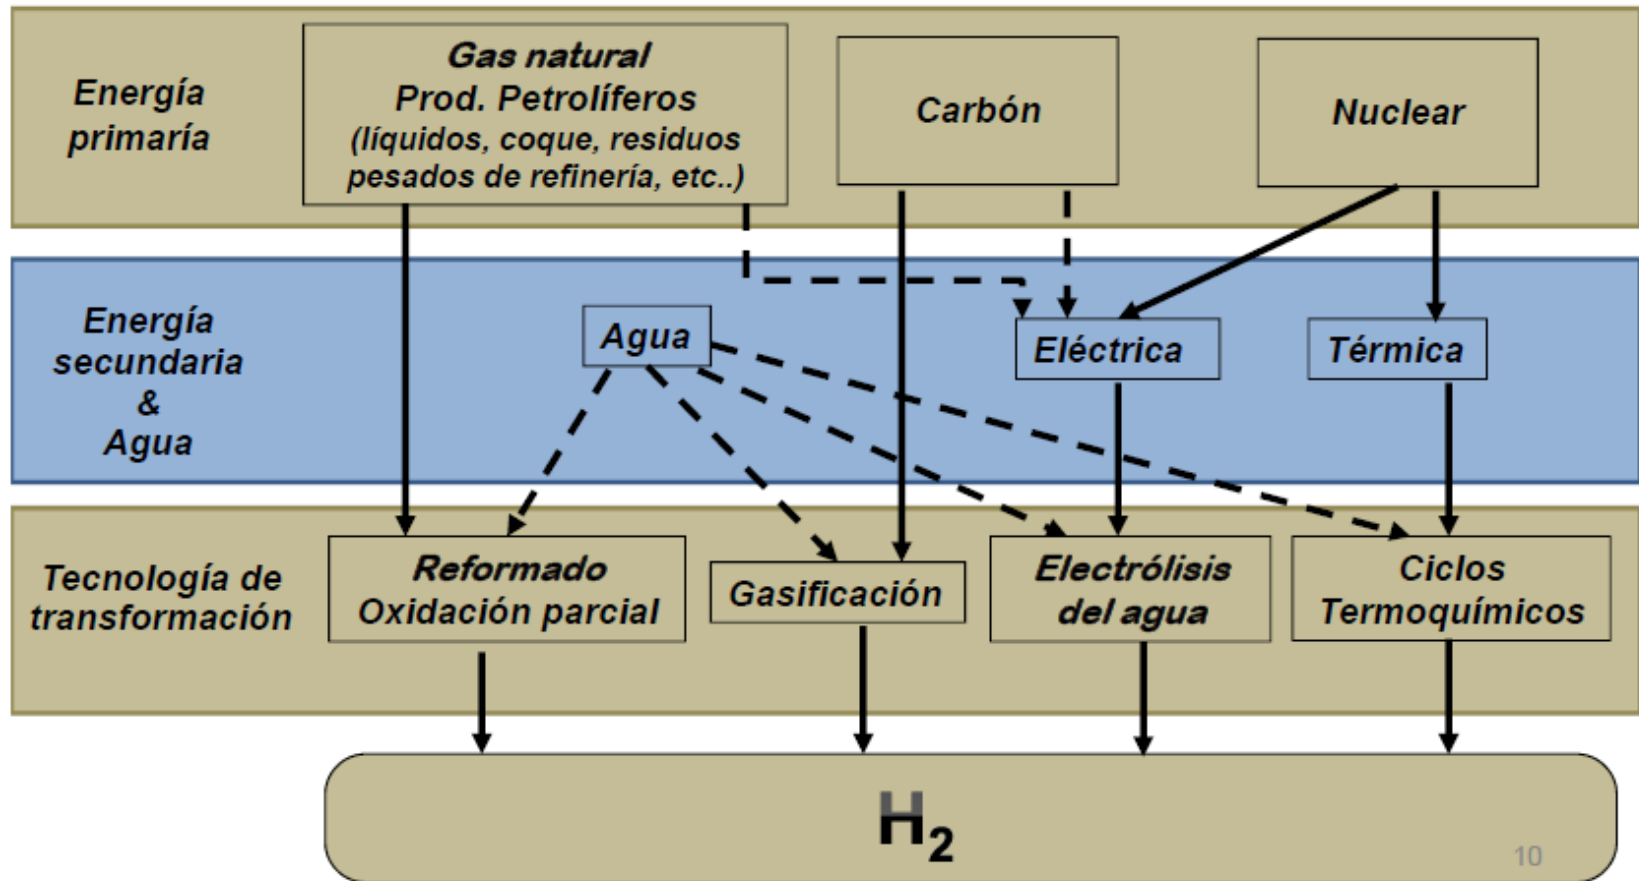 Energía
primaría
Gas natural
Prod. Petrolíferos
(líquidos, coque, residuos
pesados de refinería, etc..)
Carbón
Nuclear
Energía
secundaria
&
Agua
Agua
Eléctrica
Térmica
Tecnología de
transformación
Reformado
Oxidación parcial
Gasificación
Electrólisis
del agua
Ciclos
Termoquímicos
H2
10